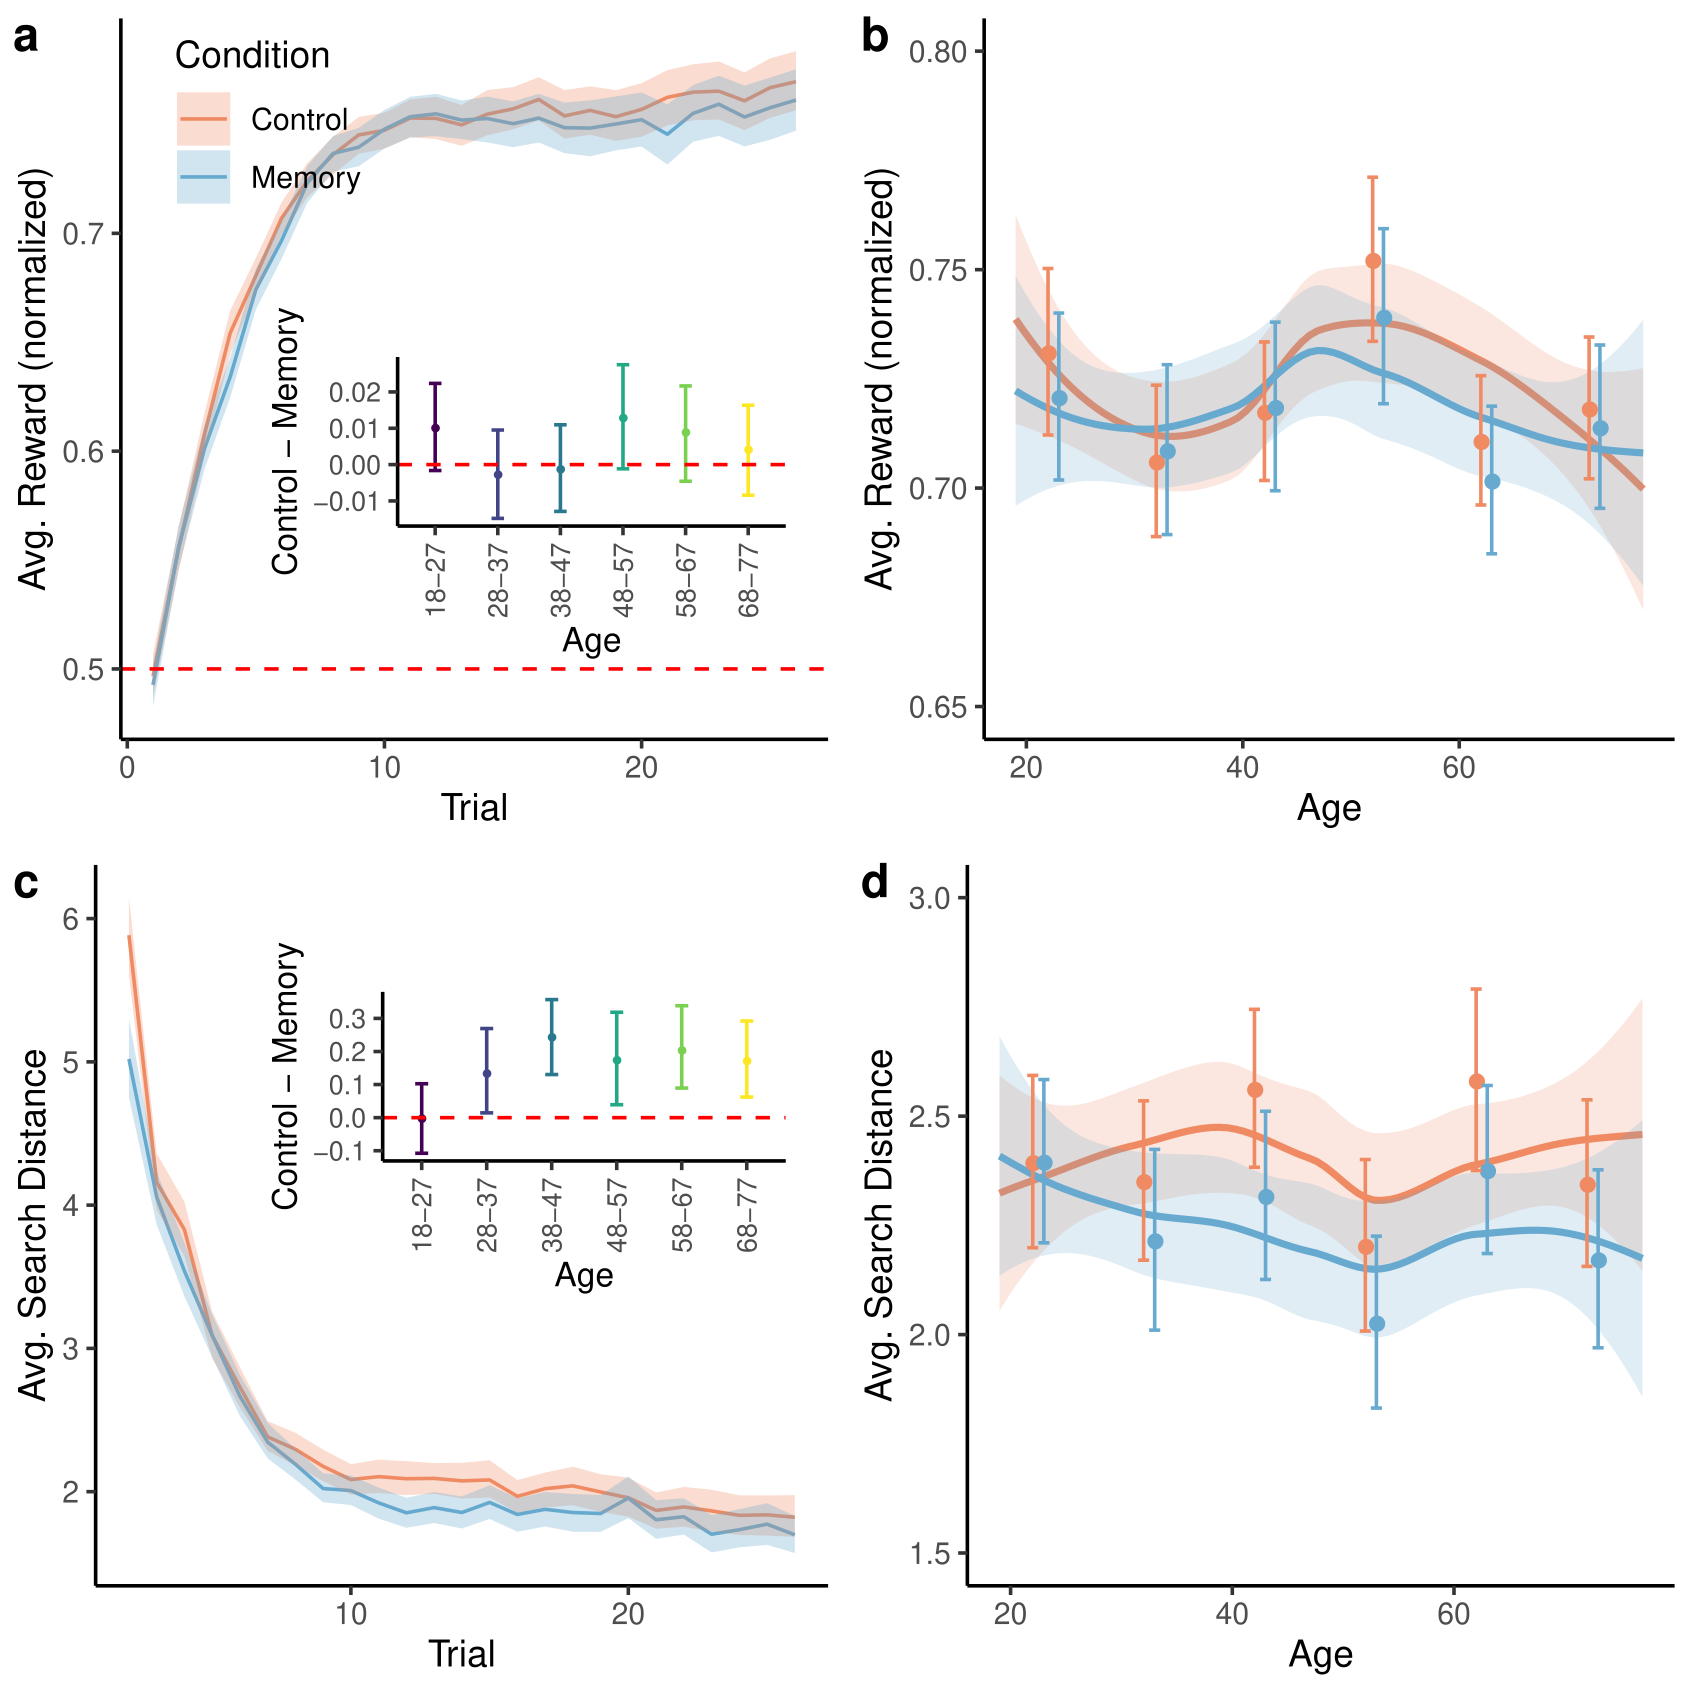 a
Condition
Control
Memory
Avg. Reward (normalized)
0.7
0.6
0.5
0
10
20
Trial
Control − Memory
0.02
0.01
0.00
−0.01
18−27
28−37
38−47
48−57
58−67
68−77
Age
b
Avg. Reward (normalized)
0.80
0.75
0.70
0.65
20
40
60
Age
c
Avg. Search Distance
6
5
4
3
2
10
20
Trial
Control − Memory
0.3
0.2
0.1
0.0
−0.1
18−27
28−37
38−47
48−57
58−67
68−77
Age
d
Avg. Search Distance
3.0
2.5
2.0
1.5
20
40
60
Age